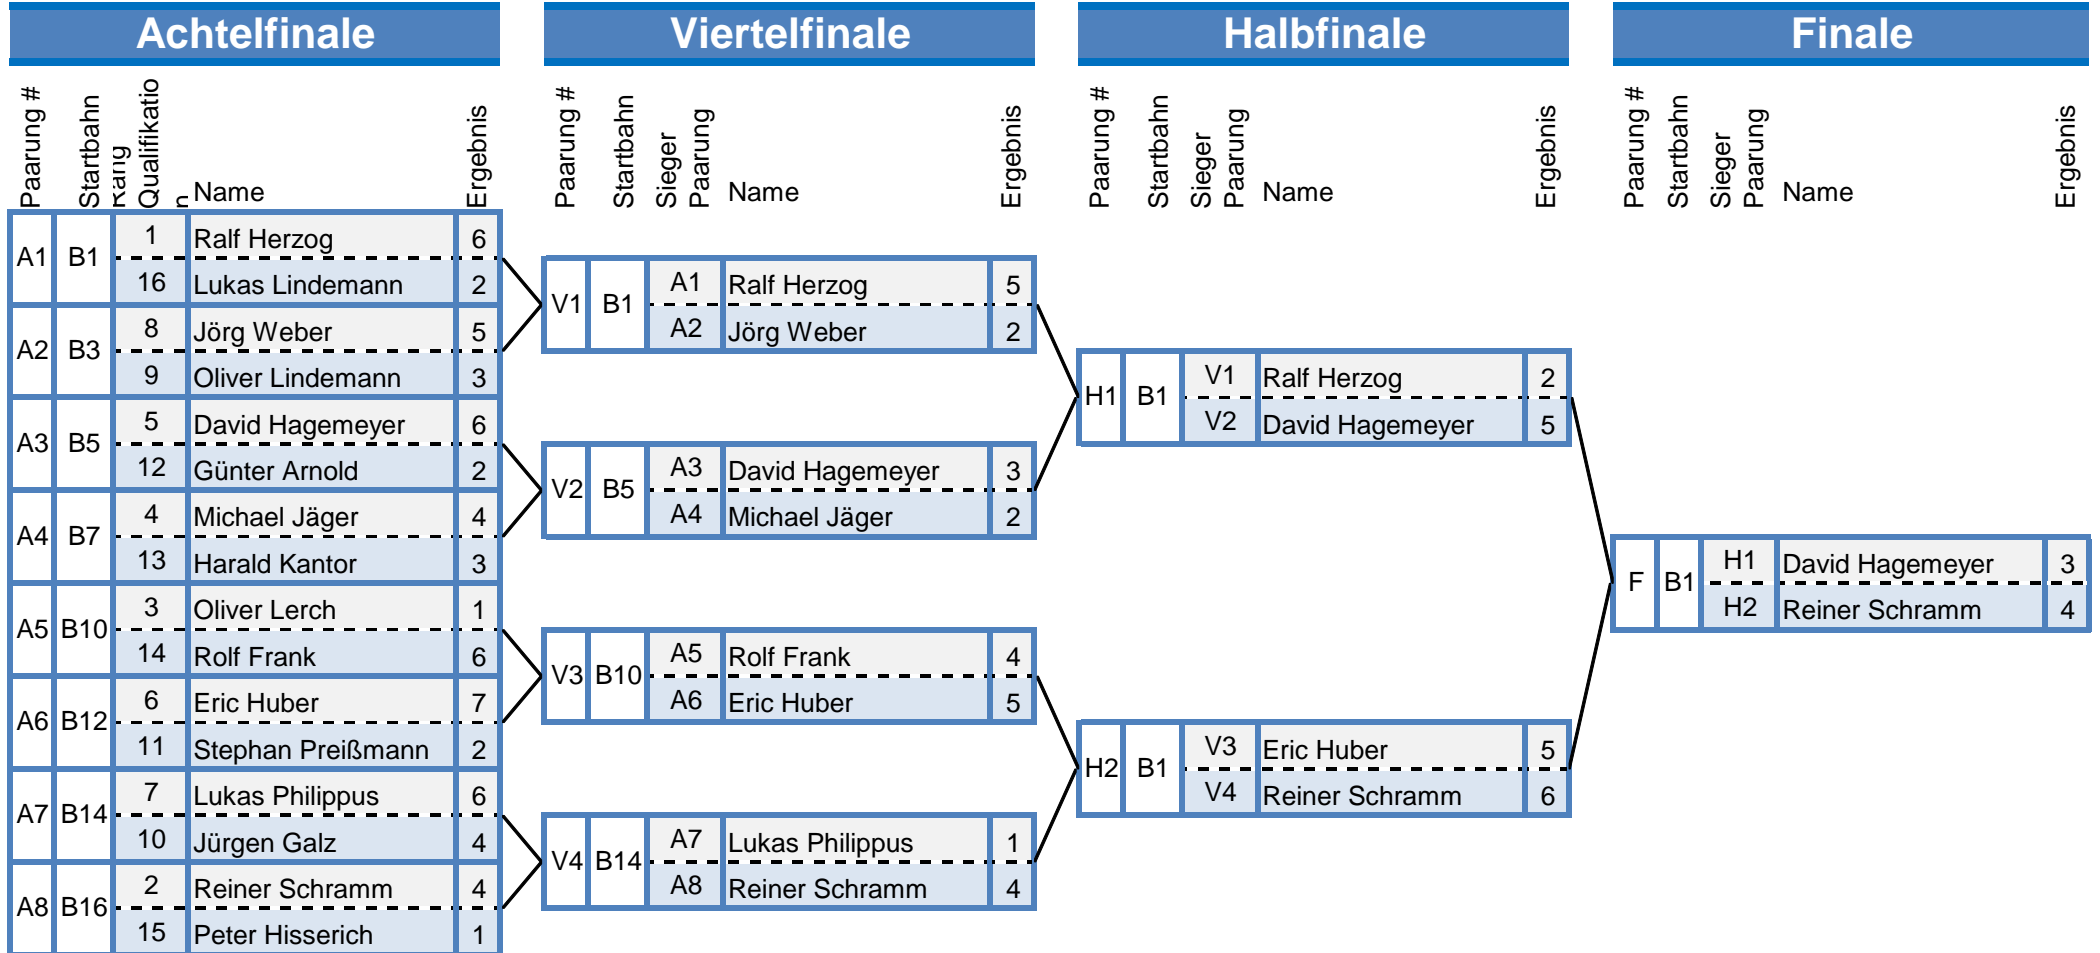 Achtelfinale Viertelfinale Halbfinale Finale
Paarung # Startbahn Rang Qualifikation Name Ergebnis Paarung # Startbahn Sieger Paarung Name Ergebnis Paarung # Startbahn Sieger Paarung Name Ergebnis Paarung # Startbahn Sieger Paarung Name Ergebnis
A1 B1
1 Ralf Herzog 6
16 Lukas Lindemann 2
A2 B3
8 Jörg Weber 5
9 Oliver Lindemann 3
A3 B5
5 David Hagemeyer 6
12 Günter Arnold 2
A4 B7
4 Michael Jäger 4
13 Harald Kantor 3
A5 B10
3 Oliver Lerch 1
14 Rolf Frank 6
A6 B12
6 Eric Huber 7
11 Stephan Preißmann 2
A7 B14
7 Lukas Philippus 6
10 Jürgen Galz 4
A8 B16
2 Reiner Schramm 4
15 Peter Hisserich 1
V1 B1
A1 Ralf Herzog 5
A2 Jörg Weber 2
V2 B5
A3 David Hagemeyer 3
A4 Michael Jäger 2
V3 B10
A5 Rolf Frank 4
A6 Eric Huber 5
V4 B14
A7 Lukas Philippus 1
A8 Reiner Schramm 4
H1 B1
V1 Ralf Herzog 2
V2 David Hagemeyer 5
H2 B1
V3 Eric Huber 5
V4 Reiner Schramm 6
F B1
H1 David Hagemeyer 3
H2 Reiner Schramm 4